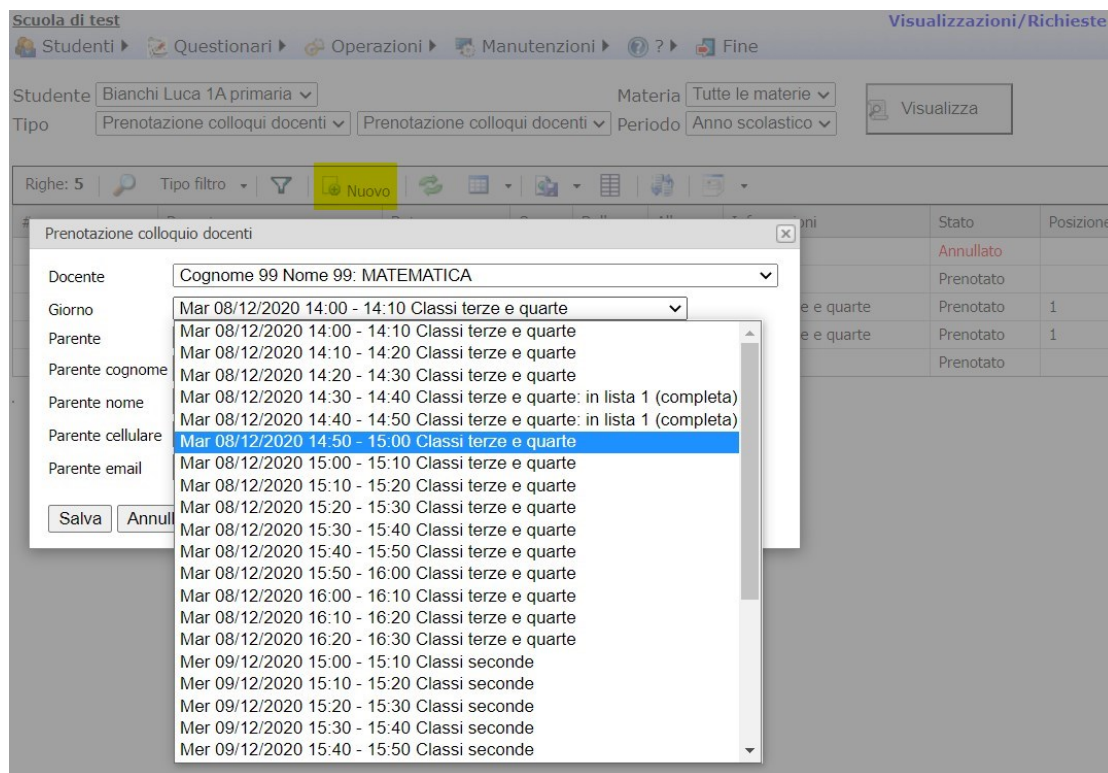 Scuola di test
Visualizzazioni/Richieste
Studenti Questionari Operazioni Manutenzioni ? Fine
Studente Bianchi Luca 1A primaria Materia Tutte le materie Visualizza
Tipo Prenotazione colloqui docenti Prenotazione colloqui docenti Periodo Anno scolastico
Righe: 5 Tipo filtro Nuovo
# Stato Posizione
Prenotazione colloquio docenti
Annullato
Docente Cognome 99 Nome 99: MATEMATICA Prenotato
Giorno Mar 08/12/2020 14:00 - 14:10 Classi terze e quarte e e quarte Prenotato 1
Parente Mar 08/12/2020 14:00 - 14:10 Classi terze e quarte e e quarte Prenotato 1
Mar 08/12/2020 14:10 - 14:20 Classi terze e quarte Prenotato
Parente cognome Mar 08/12/2020 14:20 - 14:30 Classi terze e quarte
Parente nome Mar 08/12/2020 14:30 - 14:40 Classi terze e quarte: in lista 1 (completa)
Mar 08/12/2020 14:40 - 14:50 Classi terze e quarte: in lista 1 (completa)
Parente cellulare Mar 08/12/2020 14:50 - 15:00 Classi terze e quarte
Parente email Mar 08/12/2020 15:00 - 15:10 Classi terze e quarte
Mar 08/12/2020 15:10 - 15:20 Classi terze e quarte
Salva Annull Mar 08/12/2020 15:20 - 15:30 Classi terze e quarte
Mar 08/12/2020 15:30 - 15:40 Classi terze e quarte
Mar 08/12/2020 15:40 - 15:50 Classi terze e quarte
Mar 08/12/2020 15:50 - 16:00 Classi terze e quarte
Mar 08/12/2020 16:00 - 16:10 Classi terze e quarte
Mar 08/12/2020 16:10 - 16:20 Classi terze e quarte
Mar 08/12/2020 16:20 - 16:30 Classi terze e quarte
Mer 09/12/2020 15:00 - 15:10 Classi seconde
Mer 09/12/2020 15:10 - 15:20 Classi seconde
Mer 09/12/2020 15:20 - 15:30 Classi seconde
Mer 09/12/2020 15:30 - 15:40 Classi seconde
Mer 09/12/2020 15:40 - 15:50 Classi seconde